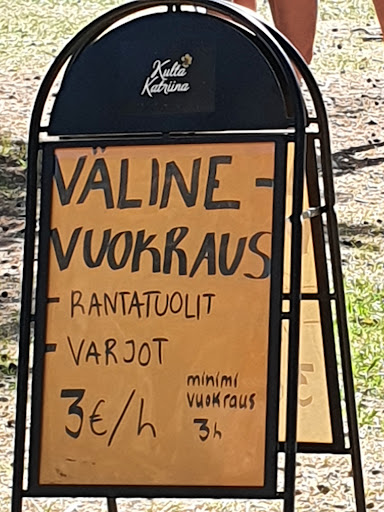 Kulta
Katriina
VÄLINE-
VUOKRAUS
- RANTATUOLIT
- VARJOT
3€/h
minimi
vuokraus
3h